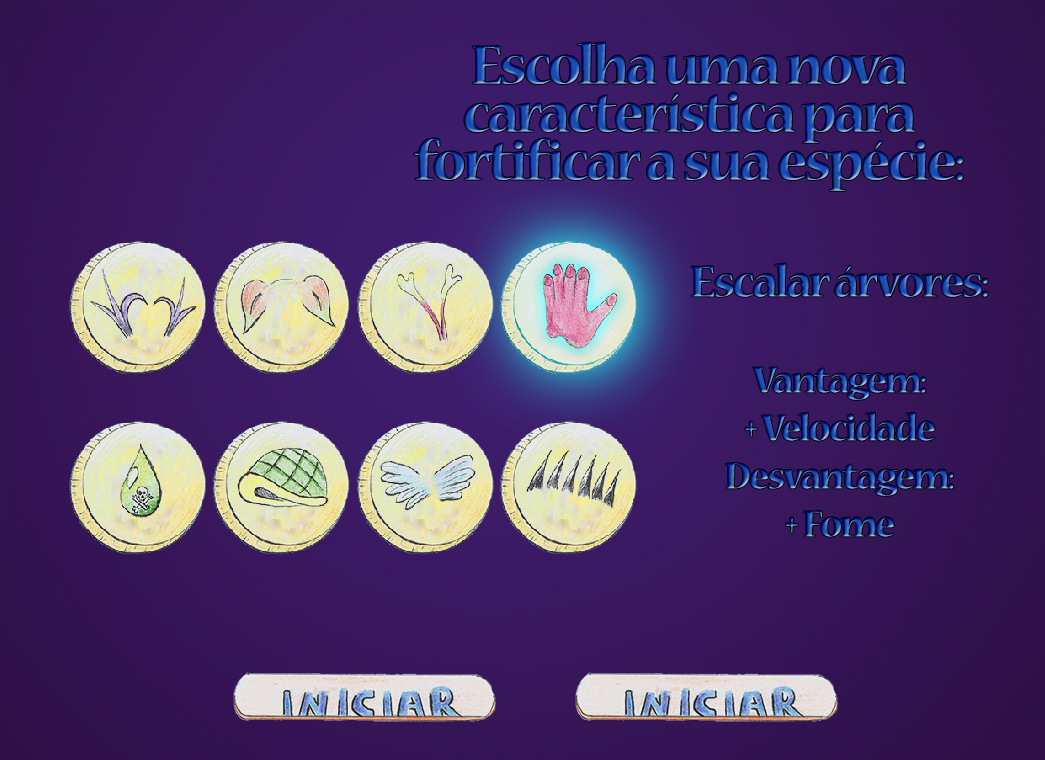 Escolha uma nova
característica para
fortificar a sua espécie:
Escalar árvores:
Vantagem:
+ Velocidade
Desvantagem:
+ Fome
INICIAR
INICIAR